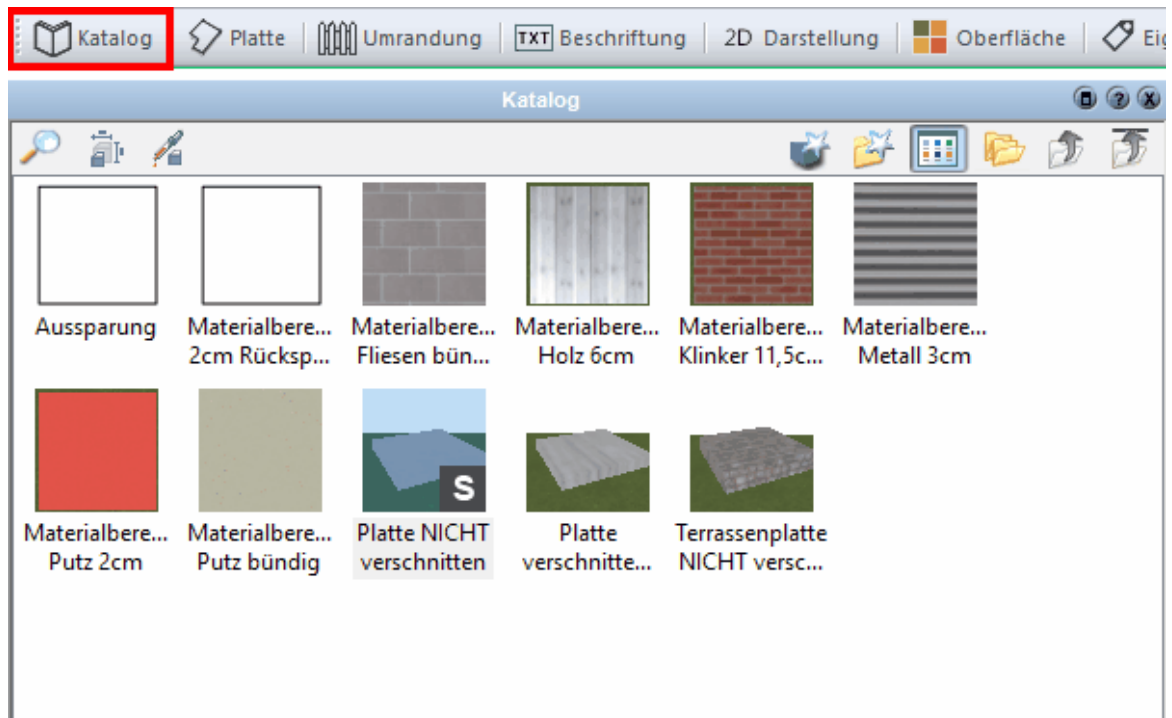 Katalog Platte Umrandung TXT Beschriftung 2D Darstellung Oberfläche Eig
Katalog
Aussparung Materialbere... Materialbere... Materialbere... Materialbere... Materialbere...
2cm Rücksp... Fliesen bün... Holz 6cm Klinker 11,5c... Metall 3cm
S
Materialbere... Materialbere... Platte NICHT Platte Terrassenplatte
Putz 2cm Putz bündig verschnitten verschnitte... NICHT versc...